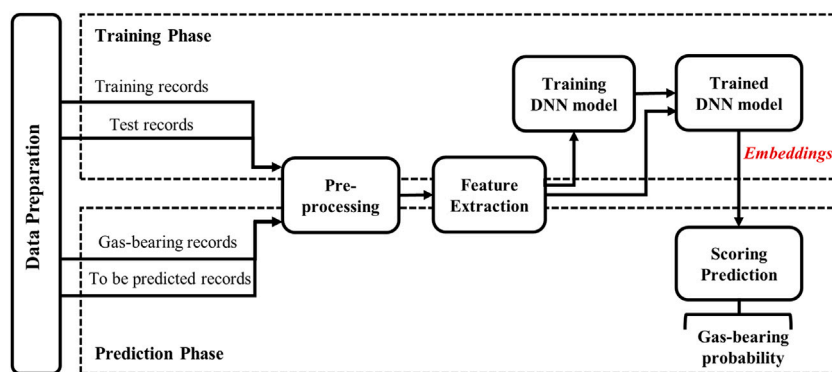 Data Preparation
Training Phase
Training records
Test records
Gas-bearing records
To be predicted records
Prediction Phase
Pre-
processing
Feature
Extraction
Training
DNN model
Trained
DNN model
Embeddings
Scoring
Prediction
Gas-bearing
probability